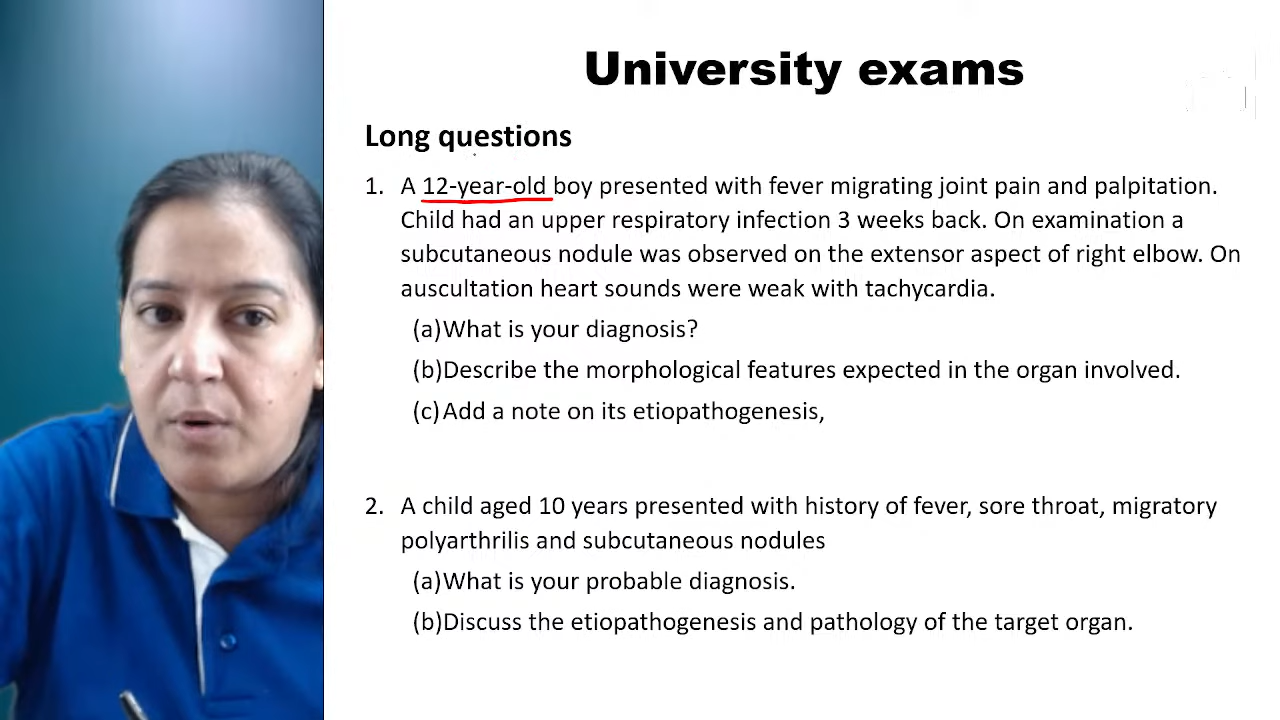 University exams
Long questions
1. A 12-year-old boy presented with fever migrating joint pain and palpitation.
Child had an upper respiratory infection 3 weeks back. On examination a
subcutaneous nodule was observed on the extensor aspect of right elbow. On
auscultation heart sounds were weak with tachycardia.
(a)What is your diagnosis?
(b)Describe the morphological features expected in the organ involved.
(c)Add a note on its etiopathogenesis,
2. A child aged 10 years presented with history of fever, sore throat, migratory
polyarthrilis and subcutaneous nodules
(a)What is your probable diagnosis.
(b)Discuss the etiopathogenesis and pathology of the target organ.